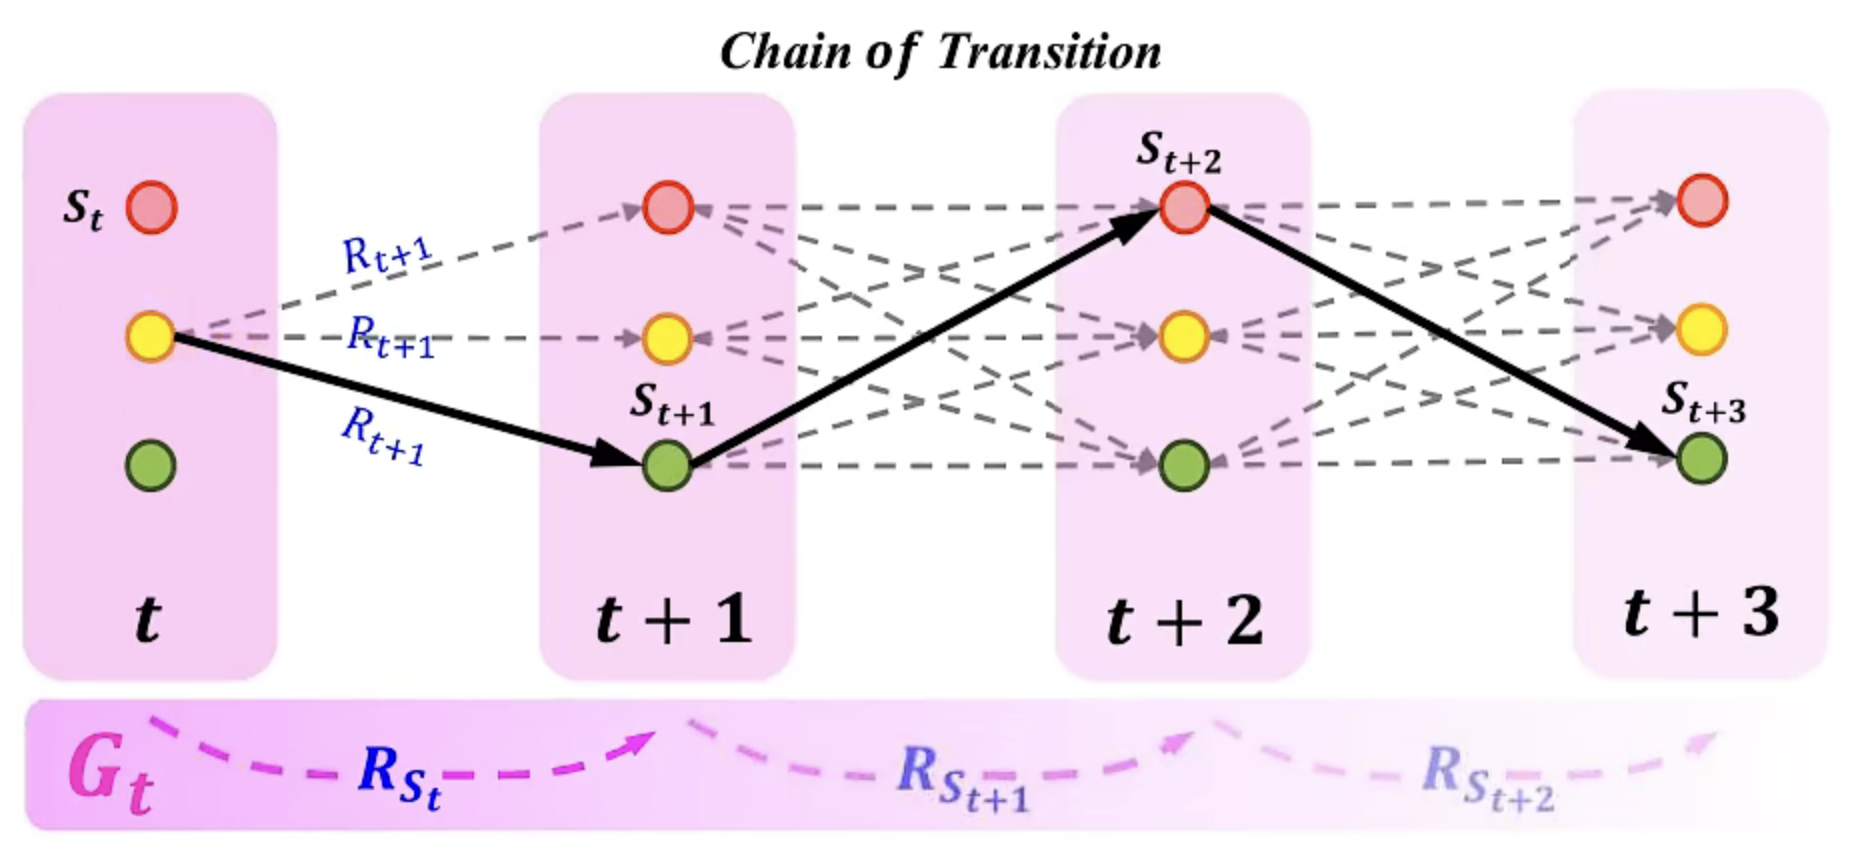 Chain of Transition
S_{t+2}
S_t
R_{t+1}
R_{t+1}
S_{t+1}
S_{t+3}
R_{t+1}
t
t + 1
t + 2
t + 3
G_t
R_{S_t}
R_{S_{t+1}}
R_{S_{t+2}}